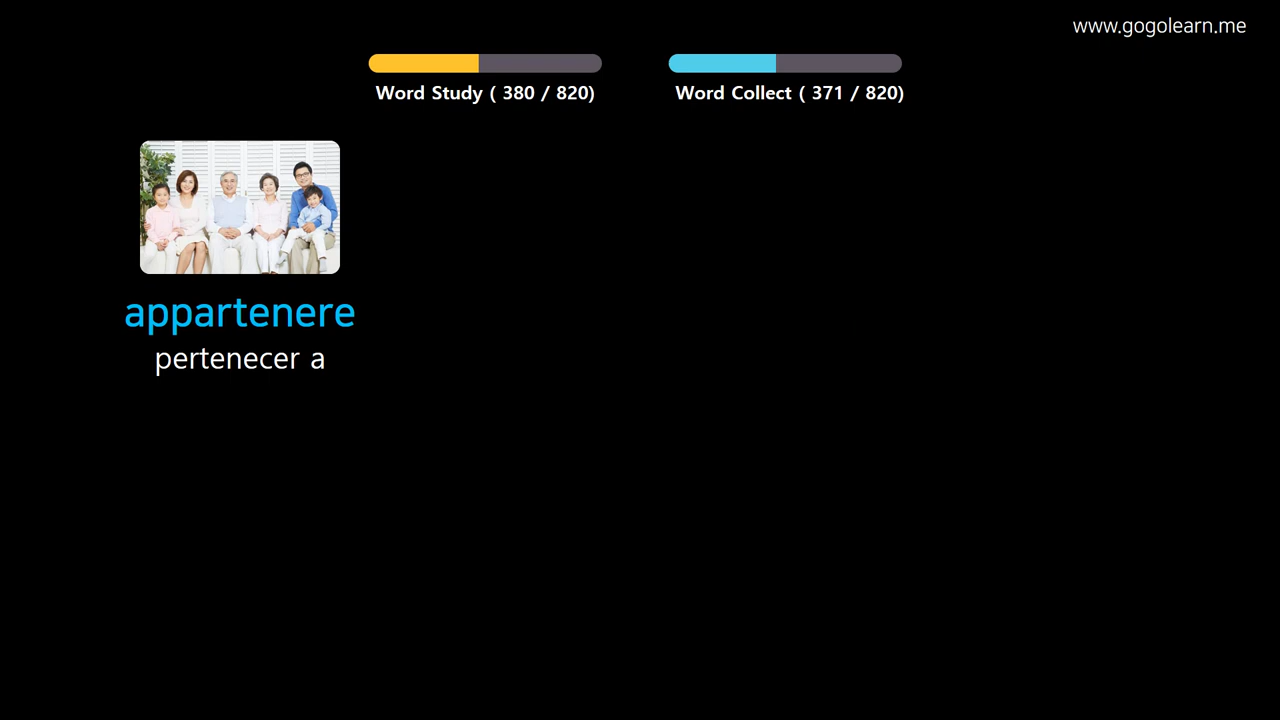 www.gogolearn.me
Word Study ( 380 / 820)
Word Collect ( 371 / 820)
appartenere
pertenecer a